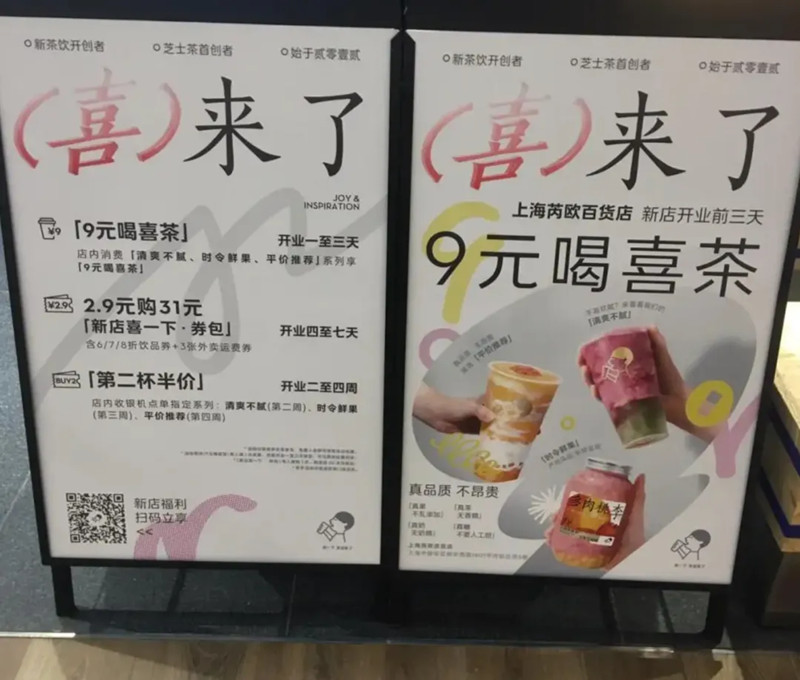 新茶饮开创者
芝士茶首创者
始于贰零壹贰
(喜)来了
JOY &
INSPIRATION
¥9
「9元喝喜茶」
开业一至三天
店内消费「清爽不腻、时令鲜果、平价推荐」系列享
「9元喝喜茶」
¥2.9
2.9元购31元
「新店喜一下·券包」
开业四至七天
含6/7/8折饮品券+3张外卖运费券
BUY2
「第二杯半价」
开业二至四周
店内收银机点单指定系列：清爽不腻(第二周)、时令鲜果
(第三周)、平价推荐(第四周)
新店福利
扫码立享
<<
新茶饮开创者
芝士茶首创者
始于贰零壹贰
(喜)来了
上海芮欧百货店 新店开业前三天
9元喝喜茶
「清爽不腻」
「平价推荐」
「时令鲜果」
真品质 不昂贵